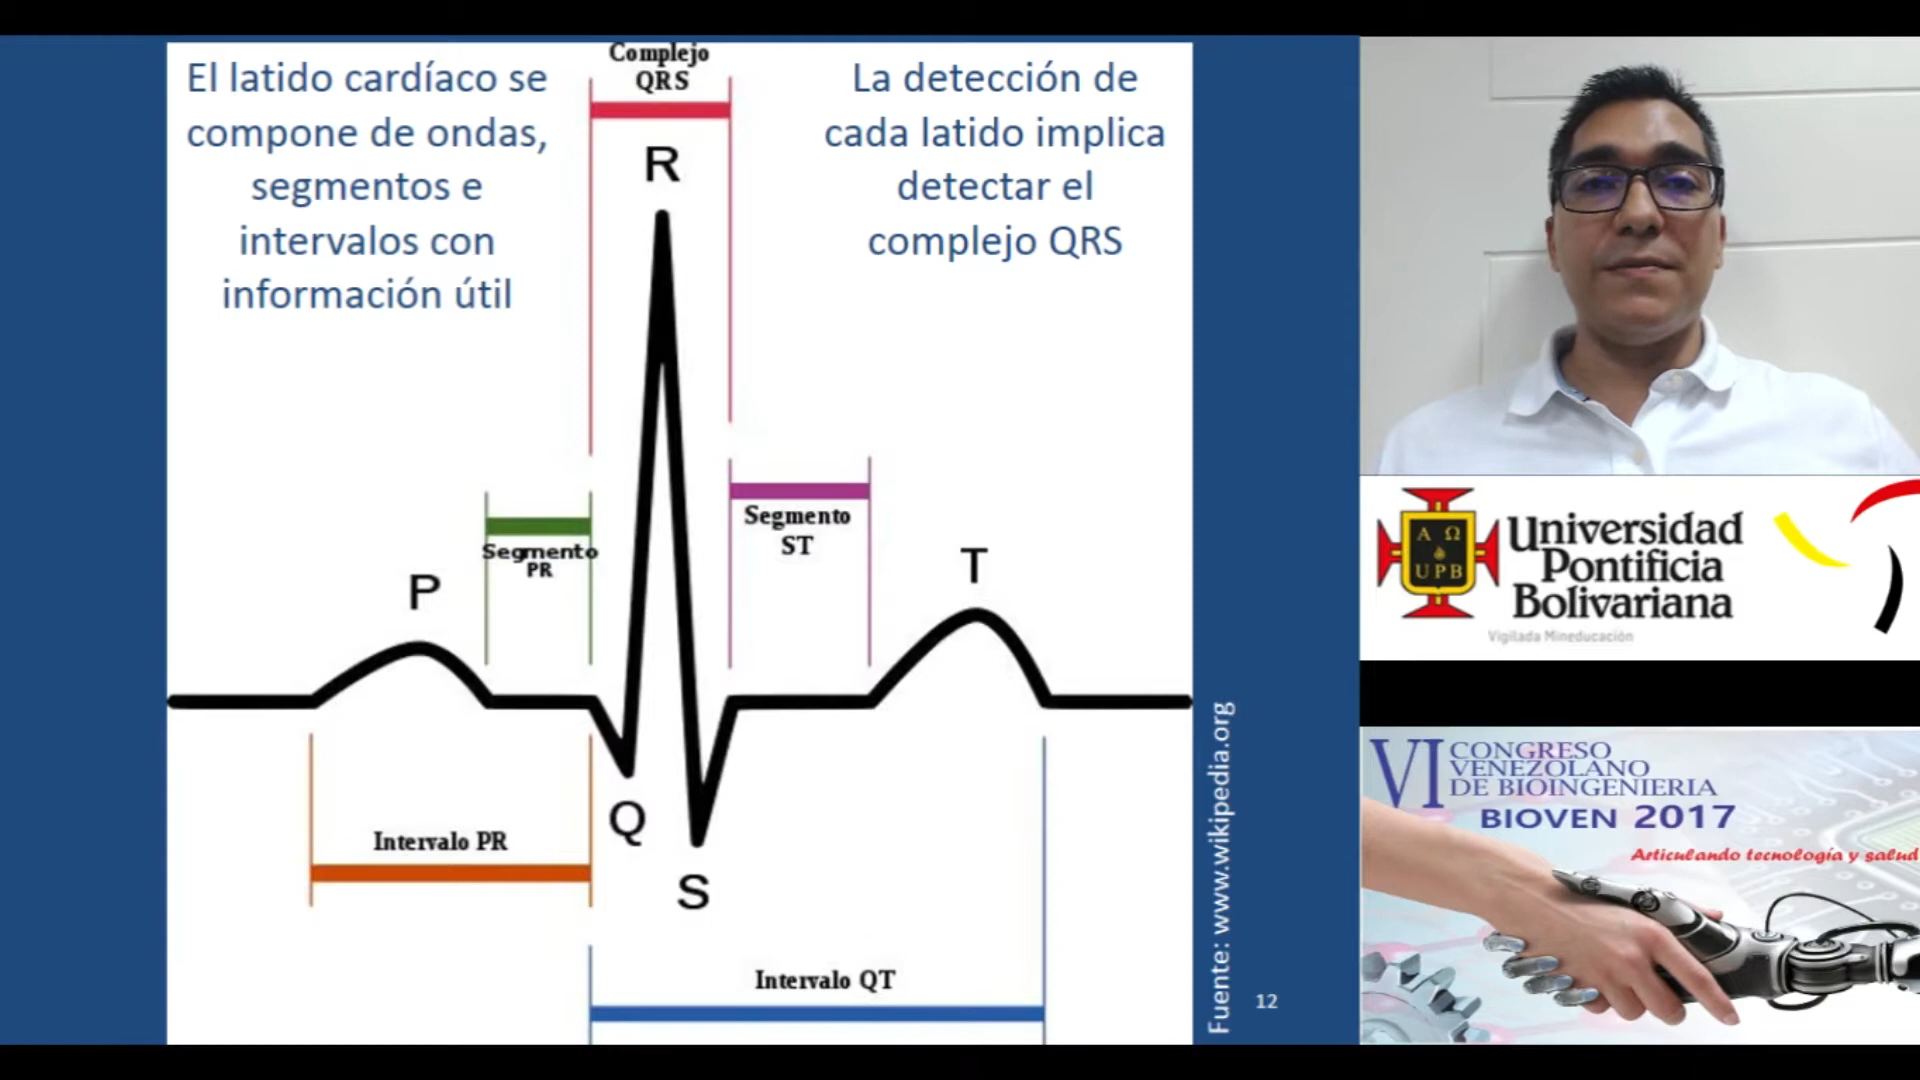 El latido cardíaco se
compone de ondas,
segmentos e
intervalos con
información útil
Complejo
QRS
La detección de
cada latido implica
detectar el
complejo QRS
R
Segmento
PR
Segmento
ST
P
T
Q
S
Intervalo PR
Intervalo QT
Fuente: www.wikipedia.org
12
Α Ω
UPB
Universidad
Pontificia
Bolivariana
Vigilada Mineducación
VI CONGRESO
VENEZOLANO
DE BIOINGENIERIA
BIOVEN 2017
Articulando tecnología y salud